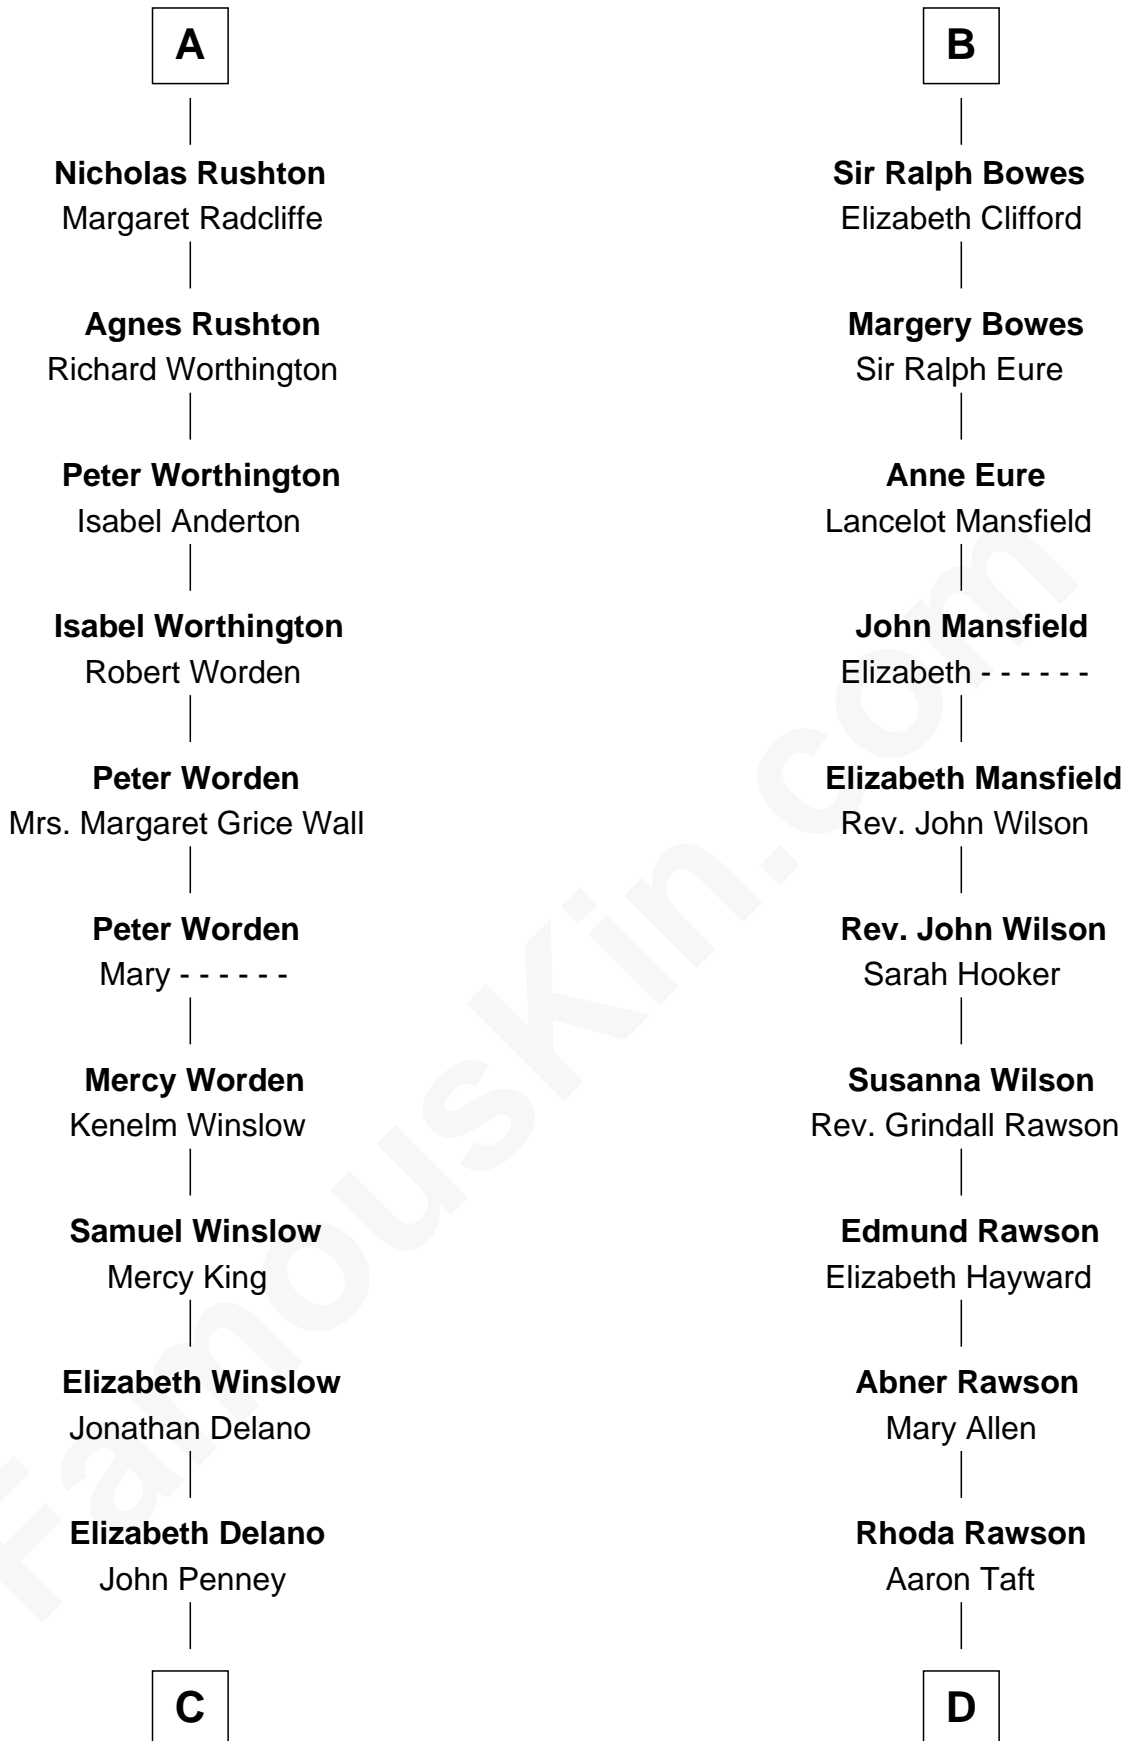 A
Nicholas Rushton
Margaret Radcliffe
Agnes Rushton
Richard Worthington
Peter Worthington
Isabel Anderton
Isabel Worthington
Robert Worden
Peter Worden
Mrs. Margaret Grice Wall
Peter Worden
Mary - - - - - -
Mercy Worden
Kenelm Winslow
Samuel Winslow
Mercy King
Elizabeth Winslow
Jonathan Delano
Elizabeth Delano
John Penney
C
B
Sir Ralph Bowes
Elizabeth Clifford
Margery Bowes
Sir Ralph Eure
Anne Eure
Lancelot Mansfield
John Mansfield
Elizabeth - - - - - -
Elizabeth Mansfield
Rev. John Wilson
Rev. John Wilson
Sarah Hooker
Susanna Wilson
Rev. Grindall Rawson
Edmund Rawson
Elizabeth Hayward
Abner Rawson
Mary Allen
Rhoda Rawson
Aaron Taft
D
FamousKin.com